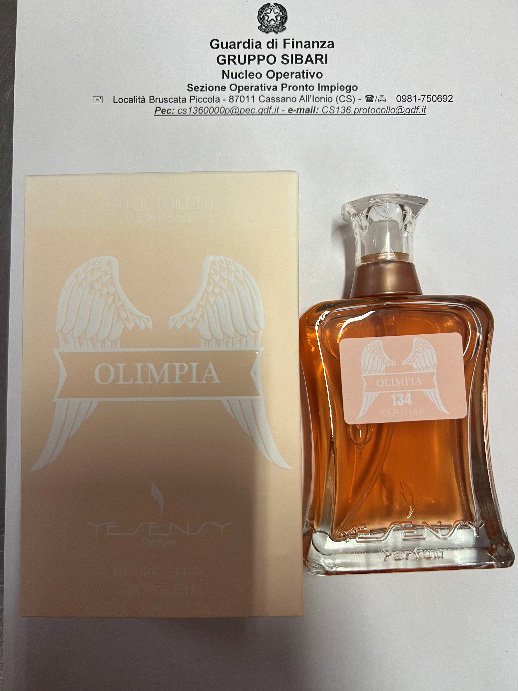 Guardia di Finanza
GRUPPO SIBARI
Nucleo Operativo
Sezione Operativa Pronto Impiego
Località Bruscata Piccola - 87011 Cassano All'Ionio (CS) - 0981-750692
Pec: cs1360000p@pec.gdf.it - e-mail: CS136.protocollo@gdf.it
OLIMPIA
YESENSY
Parfum
OLIMPIA
134
YESENSY
Parfum